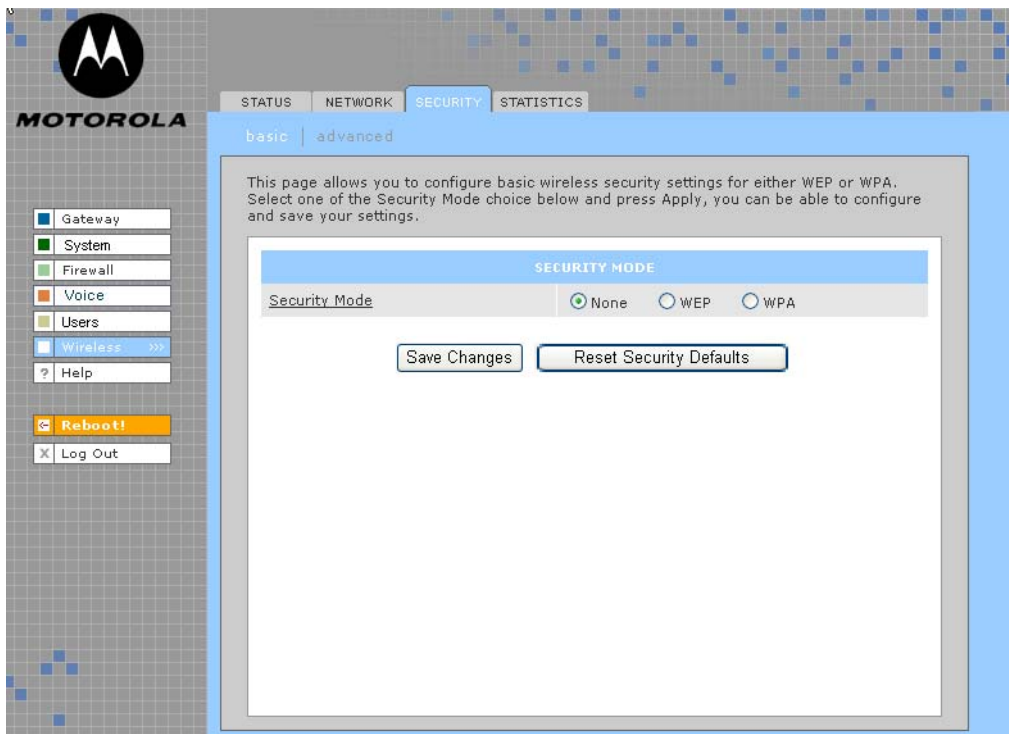 MOTOROLA
STATUS
NETWORK
SECURITY
STATISTICS
basic | advanced
This page allows you to configure basic wireless security settings for either WEP or WPA.
Select one of the Security Mode choice below and press Apply, you can be able to configure
and save your settings.
Gateway
System
Firewall
Voice
Users
Wireless >>>
? Help
Reboot!
X Log Out
SECURITY MODE
Security Mode
None
WEP
WPA
Save Changes
Reset Security Defaults